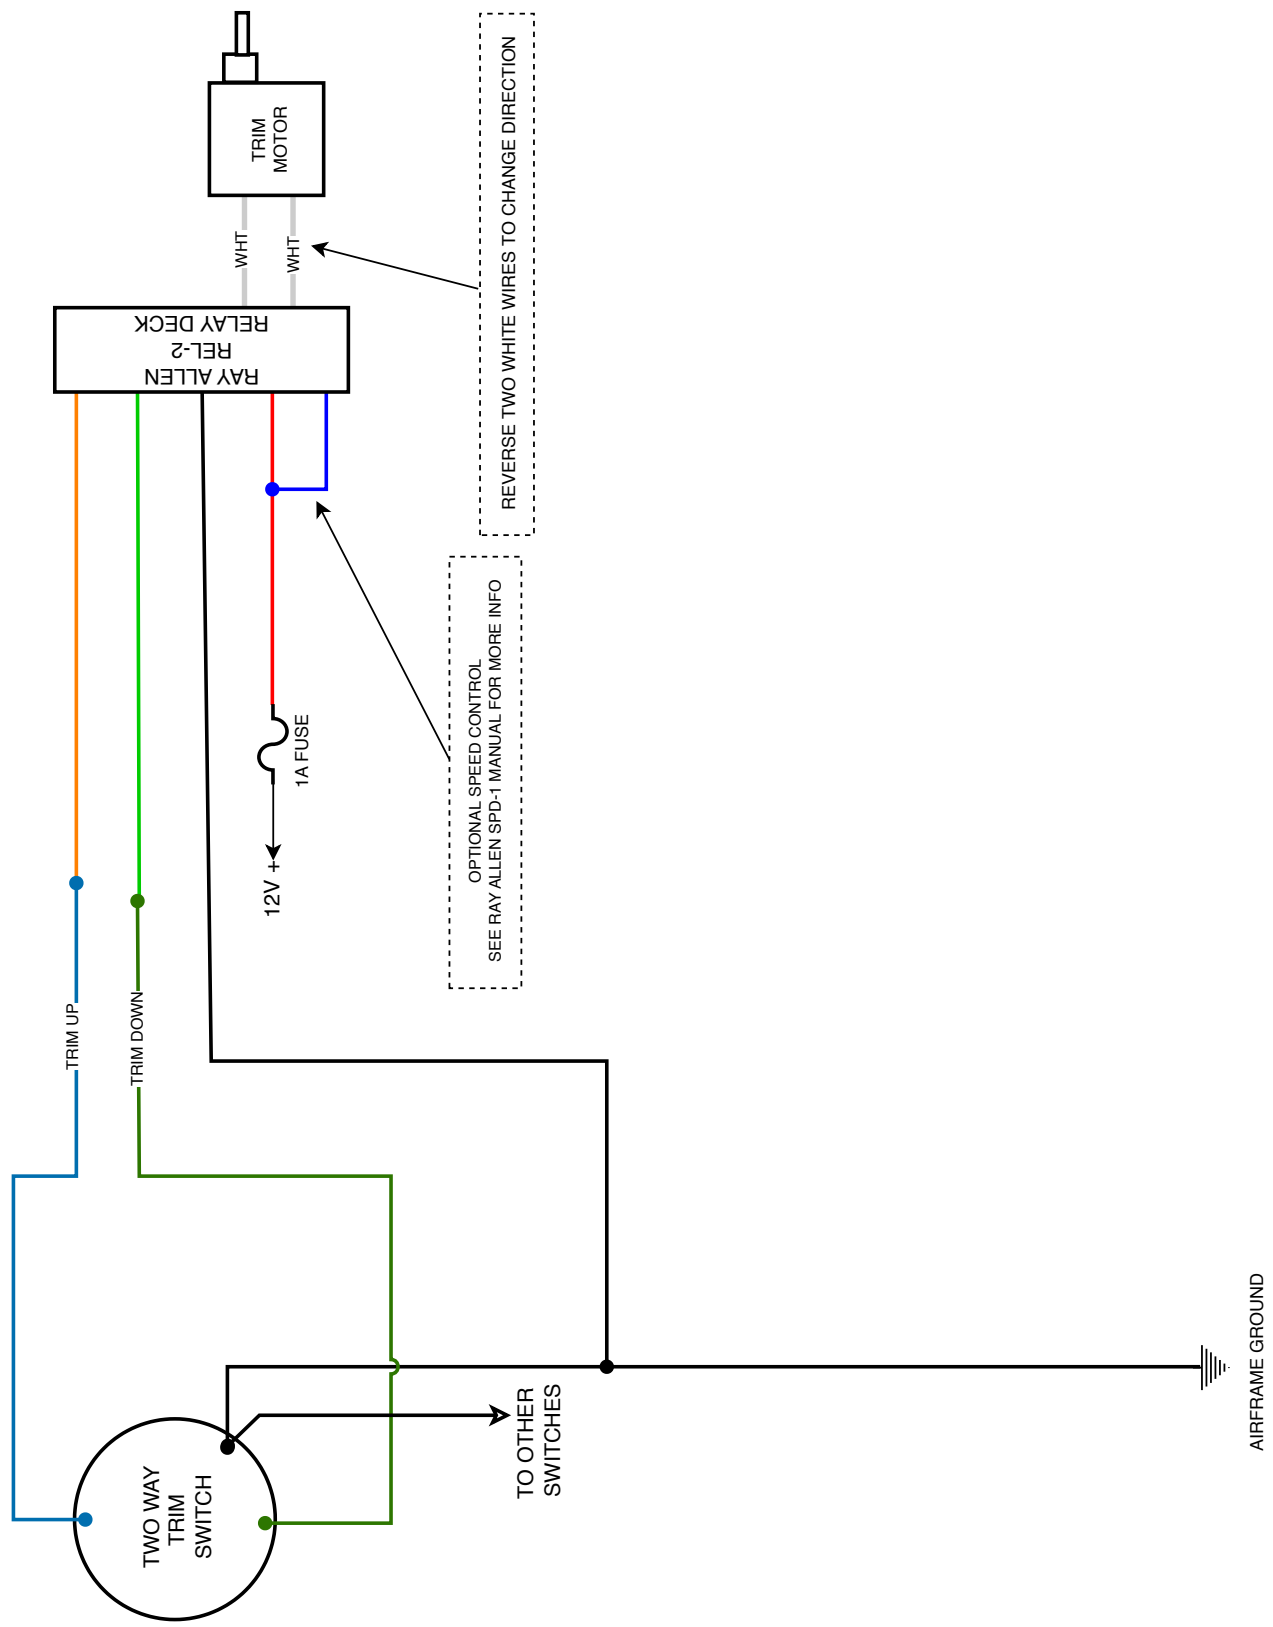 TRIM
MOTOR
WHT
WHT
REVERSE TWO WHITE WIRES TO CHANGE DIRECTION
RAY ALLEN
REL-2
RELAY DECK
OPTIONAL SPEED CONTROL
SEE RAY ALLEN SPD-1 MANUAL FOR MORE INFO
1A FUSE
12V +
TRIM UP
TRIM DOWN
TWO WAY
TRIM
SWITCH
TO OTHER
SWITCHES
AIRFRAME GROUND